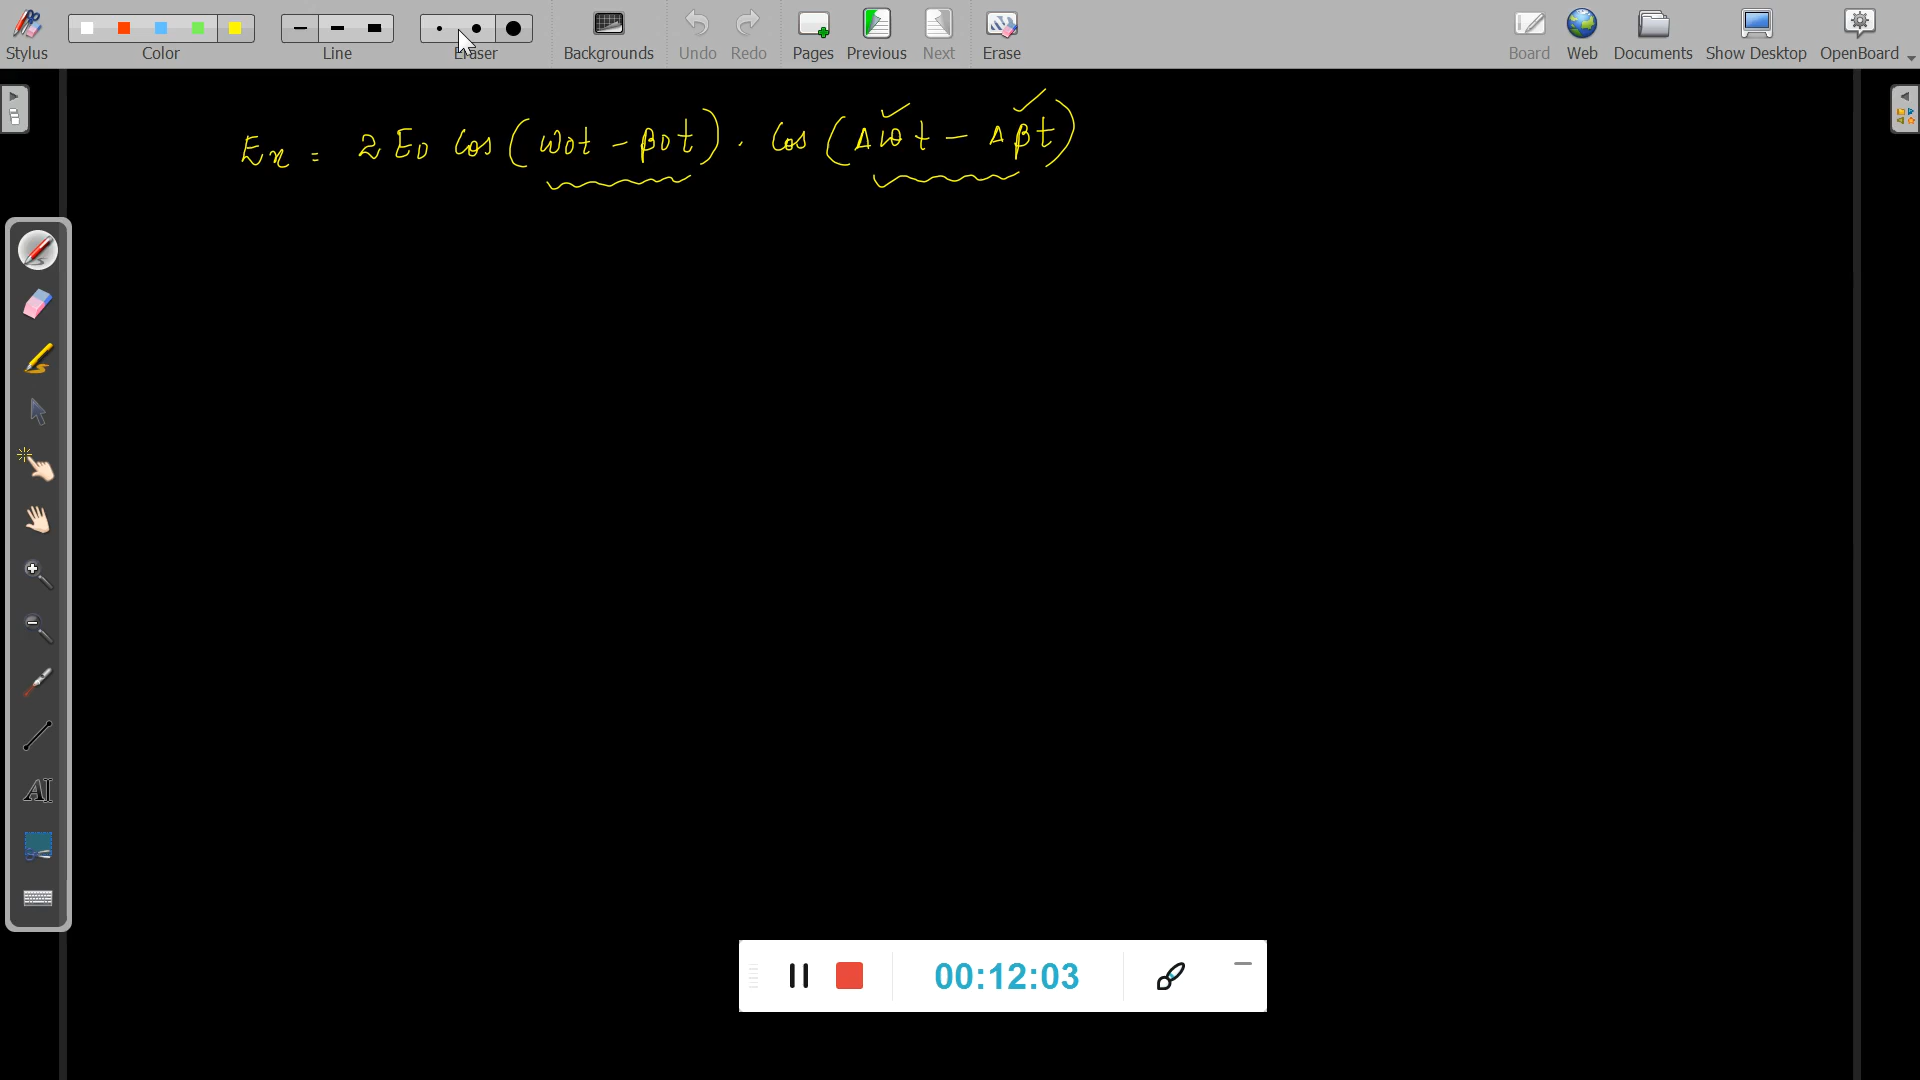 Stylus Color Line Eraser Backgrounds Undo Redo Pages Previous Next Erase Board Web Documents Show Desktop OpenBoard
Ex = 2 E0 Cos (ω0t - β0t) . Cos (Δωt - Δβt)
AI
00:12:03